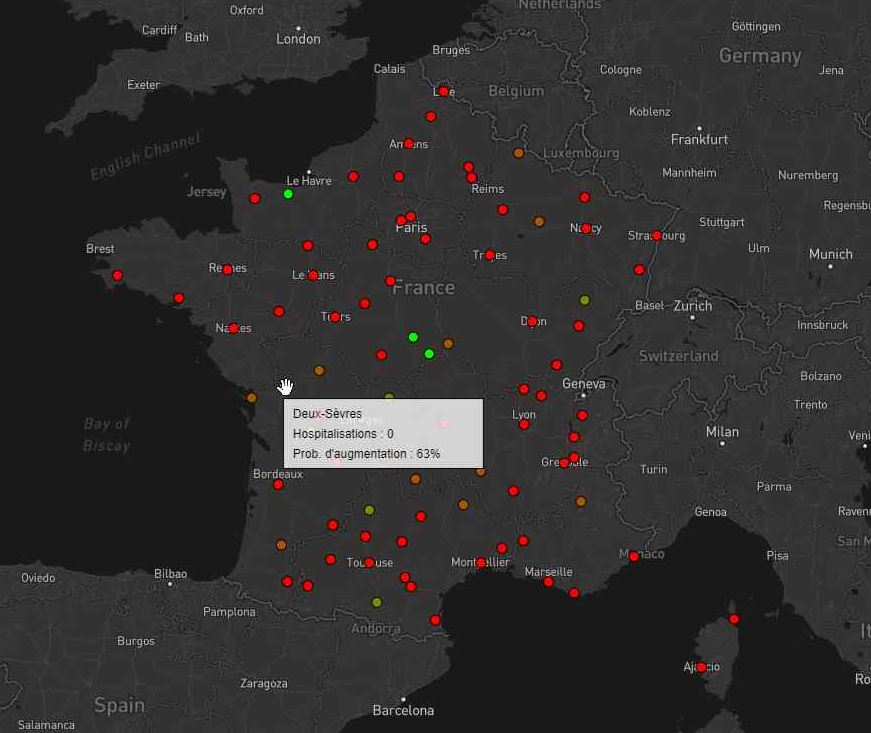 Netherlands
Oxford
Göttingen
Cardiff
Bath
London
Bruges
Germany
Calais
Cologne
Jena
Exeter
Belgium
Koblenz
English Channel
Frankfurt
Amiens
Luxembourg
Mannheim
Nuremberg
Le Havre
Reims
Jersey
Regensbu
Stuttgart
Paris
Nancy
Strasbourg
Brest
Ulm
Munich
Troyes
Rennes
Le Mans
France
Basel
Zurich
Tours
Dijon
Innsbruck
Nantes
Switzerland
Bolzano
Geneva
Trento
Deux-Sèvres
Hospitalisations : 0
Prob. d'augmentation : 63%
Lyon
Bay of
Biscay
Milan
Veni
Grenoble
Turin
Bordeaux
Parma
Genoa
Raven
San M
Toulouse
Montpellier
Marseille
Monaco
Pisa
Oviedo
Bilbao
Pamplona
Andorra
It
Burgos
Ajaccio
Ro
Zaragoza
Spain
Barcelona
Salamanca